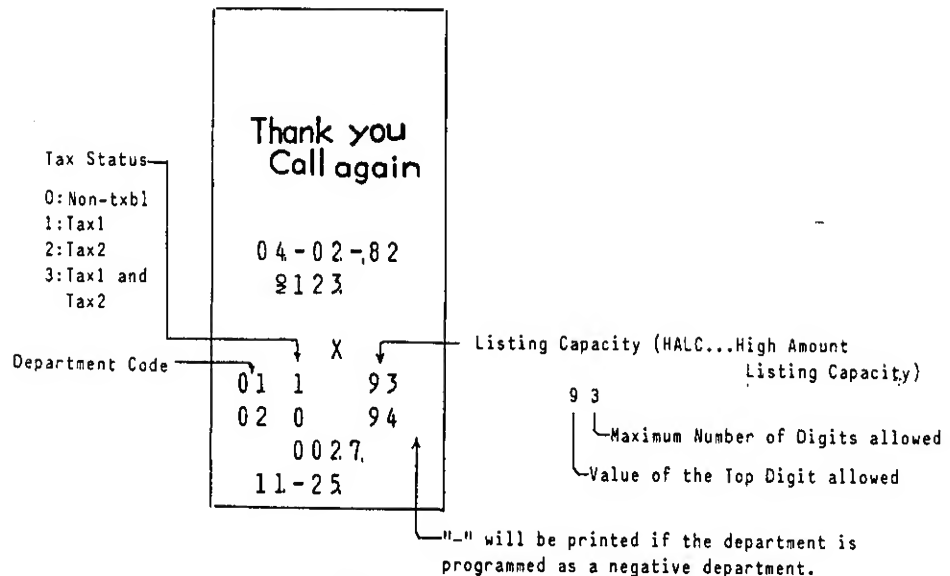 Thank you
Call again
Tax Status
0:Non-txbl
1:Tax1
2:Tax2
3:Tax1 and
Tax2
04-02-82
123
X
Listing Capacity (HALC...High Amount
Listing Capacity)
Department Code
01 1 93
02 0 94
0027
11-25
93
Maximum Number of Digits allowed
Value of the Top Digit allowed
"-" will be printed if the department is
programmed as a negative department.